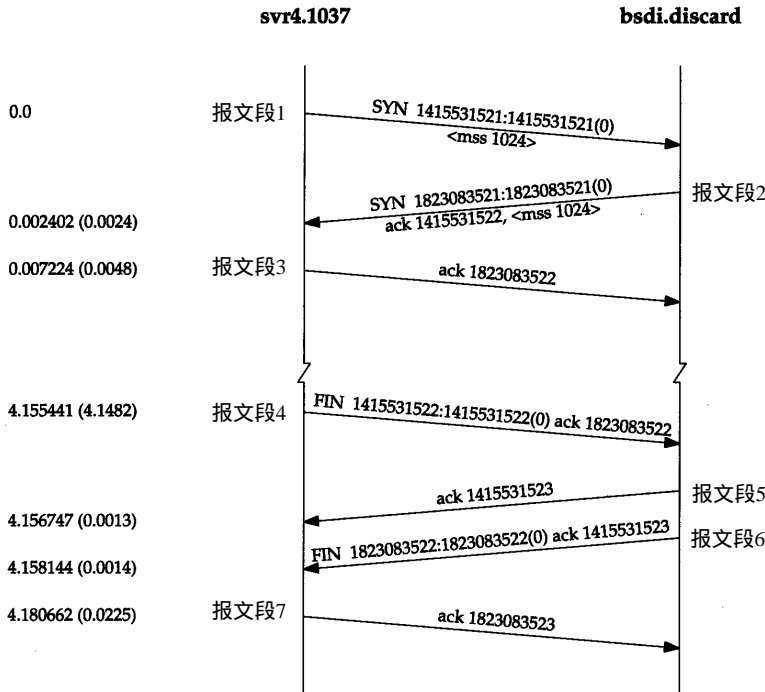 svr4.1037 bsdi.discard
0.0 报文段1 SYN 1415531521:1415531521(0)
<mss 1024>
SYN 1823083521:1823083521(0) 报文段2
0.002402 (0.0024) ack 1415531522, <mss 1024>
0.007224 (0.0048) 报文段3 ack 1823083522
4.155441 (4.1482) 报文段4 FIN 1415531522:1415531522(0) ack 1823083522
ack 1415531523 报文段5
4.156747 (0.0013)
FIN 1823083522:1823083522(0) ack 1415531523 报文段6
4.158144 (0.0014)
4.180662 (0.0225) 报文段7 ack 1823083523